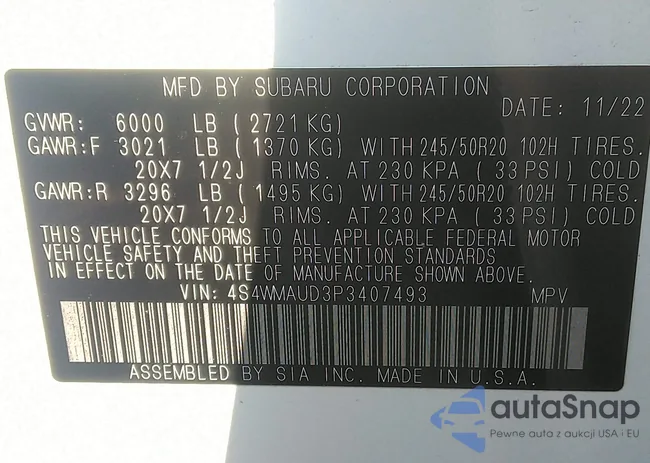 MFD BY SUBARU CORPORATION
DATE: 11/22
GVWR: 6000 LB ( 2721 KG)
GAWR:F 3021 LB ( 1370 KG) WITH 245/50R20 102H TIRES.
20X7 1/2J RIMS. AT 230 KPA ( 33 PSI) COLD
GAWR:R 3296 LB ( 1495 KG) WITH 245/50R20 102H TIRES.
20X7 1/2J RIMS. AT 230 KPA ( 33 PSI) COLD
THIS VEHICLE CONFORMS TO ALL APPLICABLE FEDERAL MOTOR
VEHICLE SAFETY AND THEFT PREVENTION STANDARDS
IN EFFECT ON THE DATE OF MANUFACTURE SHOWN ABOVE.
VIN: 4S4WMAUD3P3407493 MPV
ASSEMBLED BY SIA INC. MADE IN U.S.A.
autaSnap
Pewne auta z aukcji USA i EU